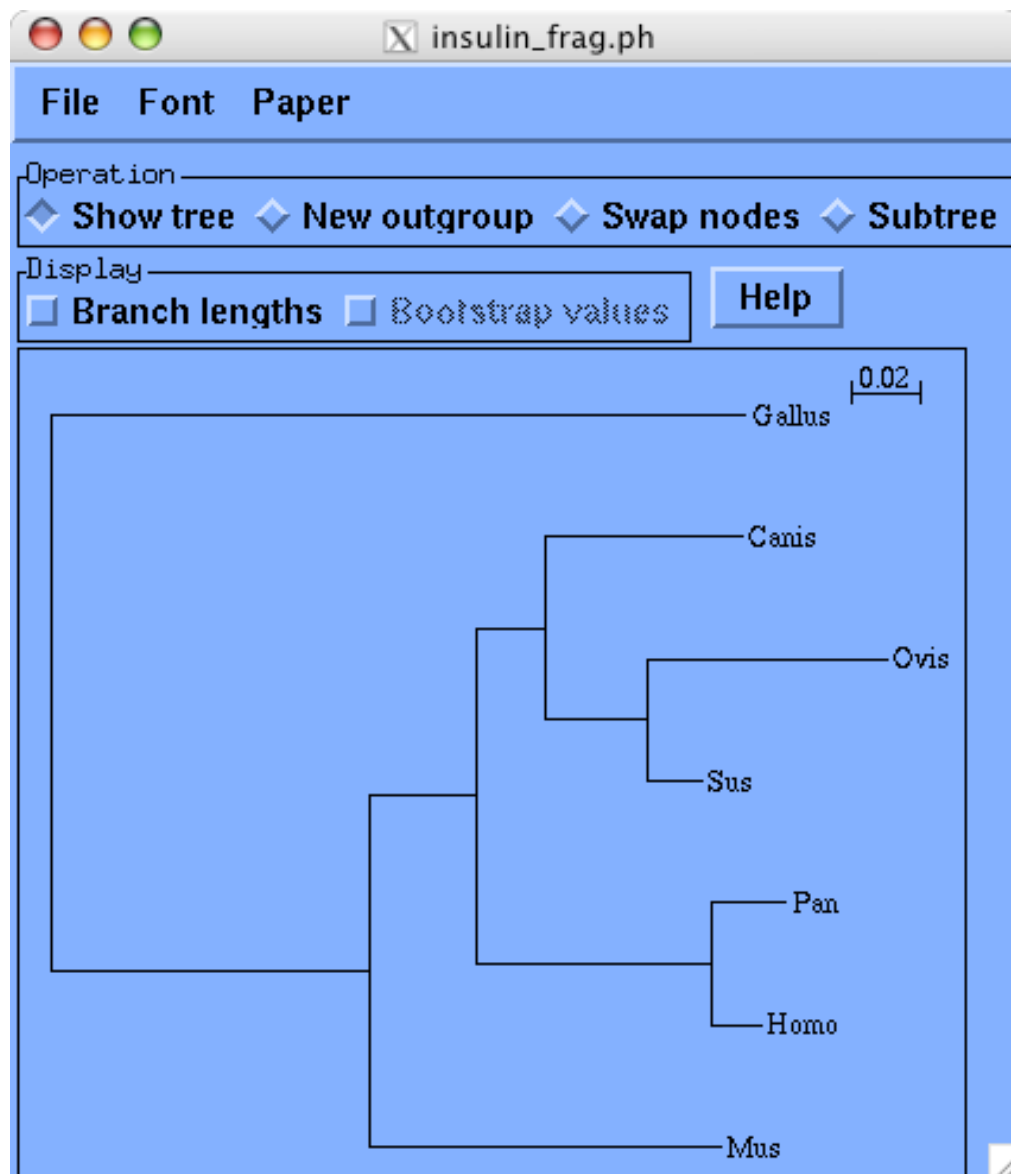 insulin_frag.ph
File Font Paper
Operation
Show tree New outgroup Swap nodes Subtree
Display
Branch lengths Bootstrap values Help
0.02
Gallus
Canis
Ovis
Sus
Pan
Homo
Mus